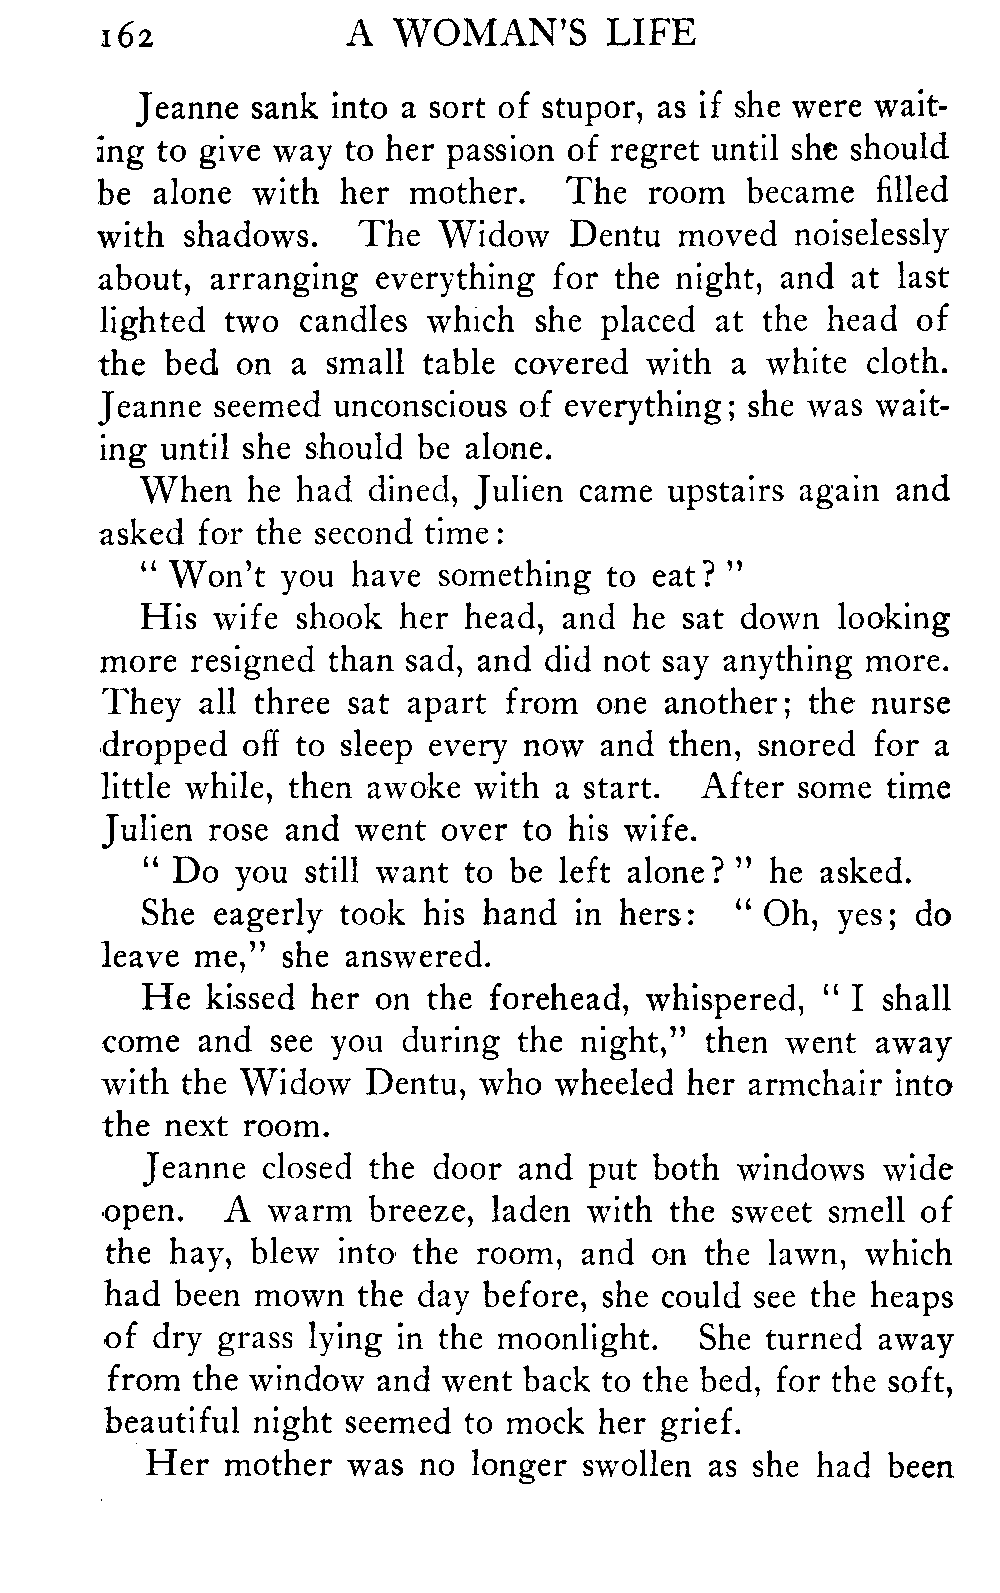 162 A WOMAN'S LIFE
Jeanne sank into a sort of stupor, as if she were wait-
ing to give way to her passion of regret until she should
be alone with her mother. The room became filled
with shadows. The Widow Dentu moved noiselessly
about, arranging everything for the night, and at last
lighted two candles which she placed at the head of
the bed on a small table covered with a white cloth.
Jeanne seemed unconscious of everything; she was wait-
ing until she should be alone.
When he had dined, Julien came upstairs again and
asked for the second time:
" Won't you have something to eat? "
His wife shook her head, and he sat down looking
more resigned than sad, and did not say anything more.
They all three sat apart from one another; the nurse
dropped off to sleep every now and then, snored for a
little while, then awoke with a start. After some time
Julien rose and went over to his wife.
" Do you still want to be left alone? " he asked.
She eagerly took his hand in hers: " Oh, yes; do
leave me," she answered.
He kissed her on the forehead, whispered, " I shall
come and see you during the night," then went away
with the Widow Dentu, who wheeled her armchair into
the next room.
Jeanne closed the door and put both windows wide
open. A warm breeze, laden with the sweet smell of
the hay, blew into the room, and on the lawn, which
had been mown the day before, she could see the heaps
of dry grass lying in the moonlight. She turned away
from the window and went back to the bed, for the soft,
beautiful night seemed to mock her grief.
Her mother was no longer swollen as she had been